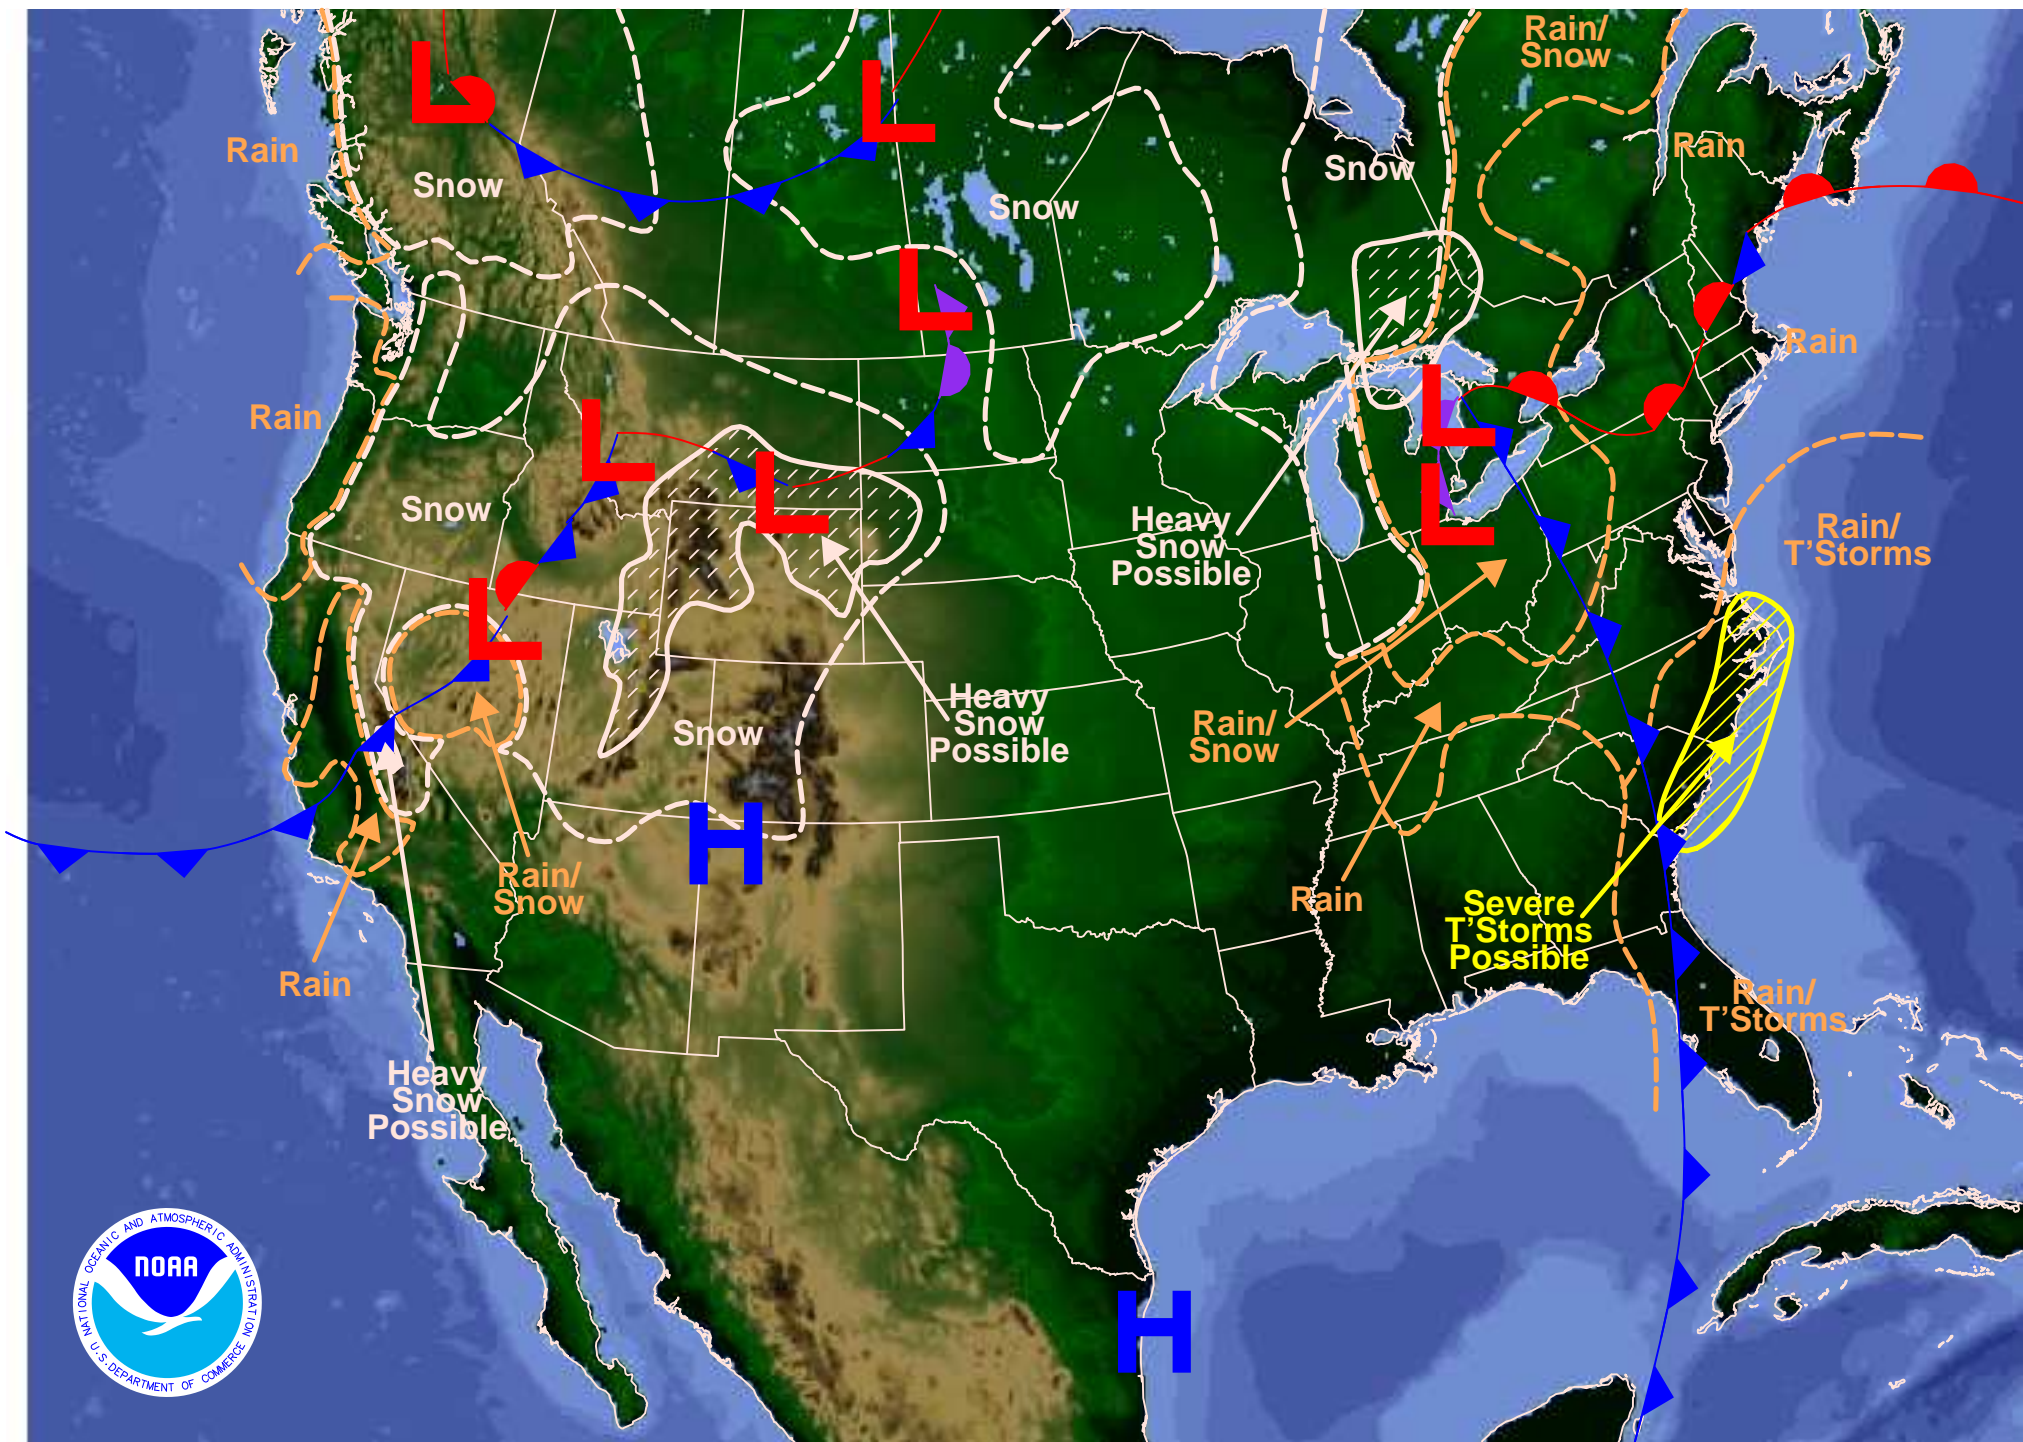 Rain/
Snow
Rain
Rain
Snow
Snow
Snow
L
L
L
Rain
L
Rain
L
L
L
Snow
Heavy
Snow
Possible
L
Rain/
T'Storms
L
Heavy
Snow
Possible
Rain/
Snow
Snow
H
Rain/
Snow
Rain
Severe
T'Storms
Possible
Rain
Rain/
T'Storms
Heavy
Snow
Possible
H
NATIONAL OCEANIC AND ATMOSPHERIC ADMINISTRATION
NOAA
U.S. DEPARTMENT OF COMMERCE